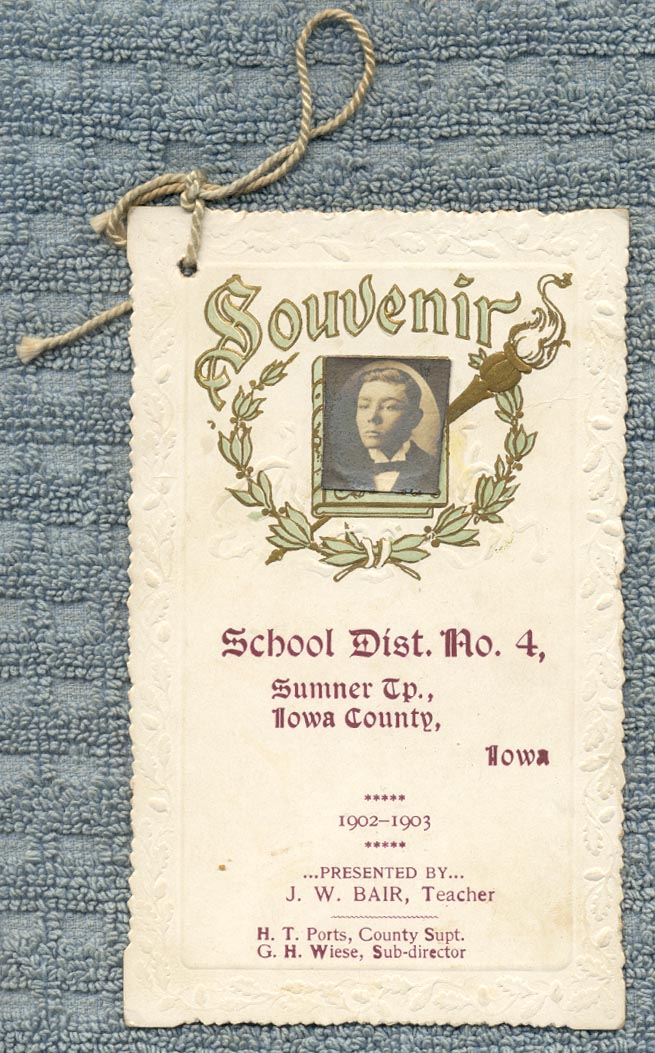 Souvenir
School Dist. No. 4,
Sumner Tp.,
Iowa County,
Iowa
*****
1902–1903
*****
...PRESENTED BY...
J. W. BAIR, Teacher
H. T. Ports, County Supt.
G. H. Wiese, Sub-director